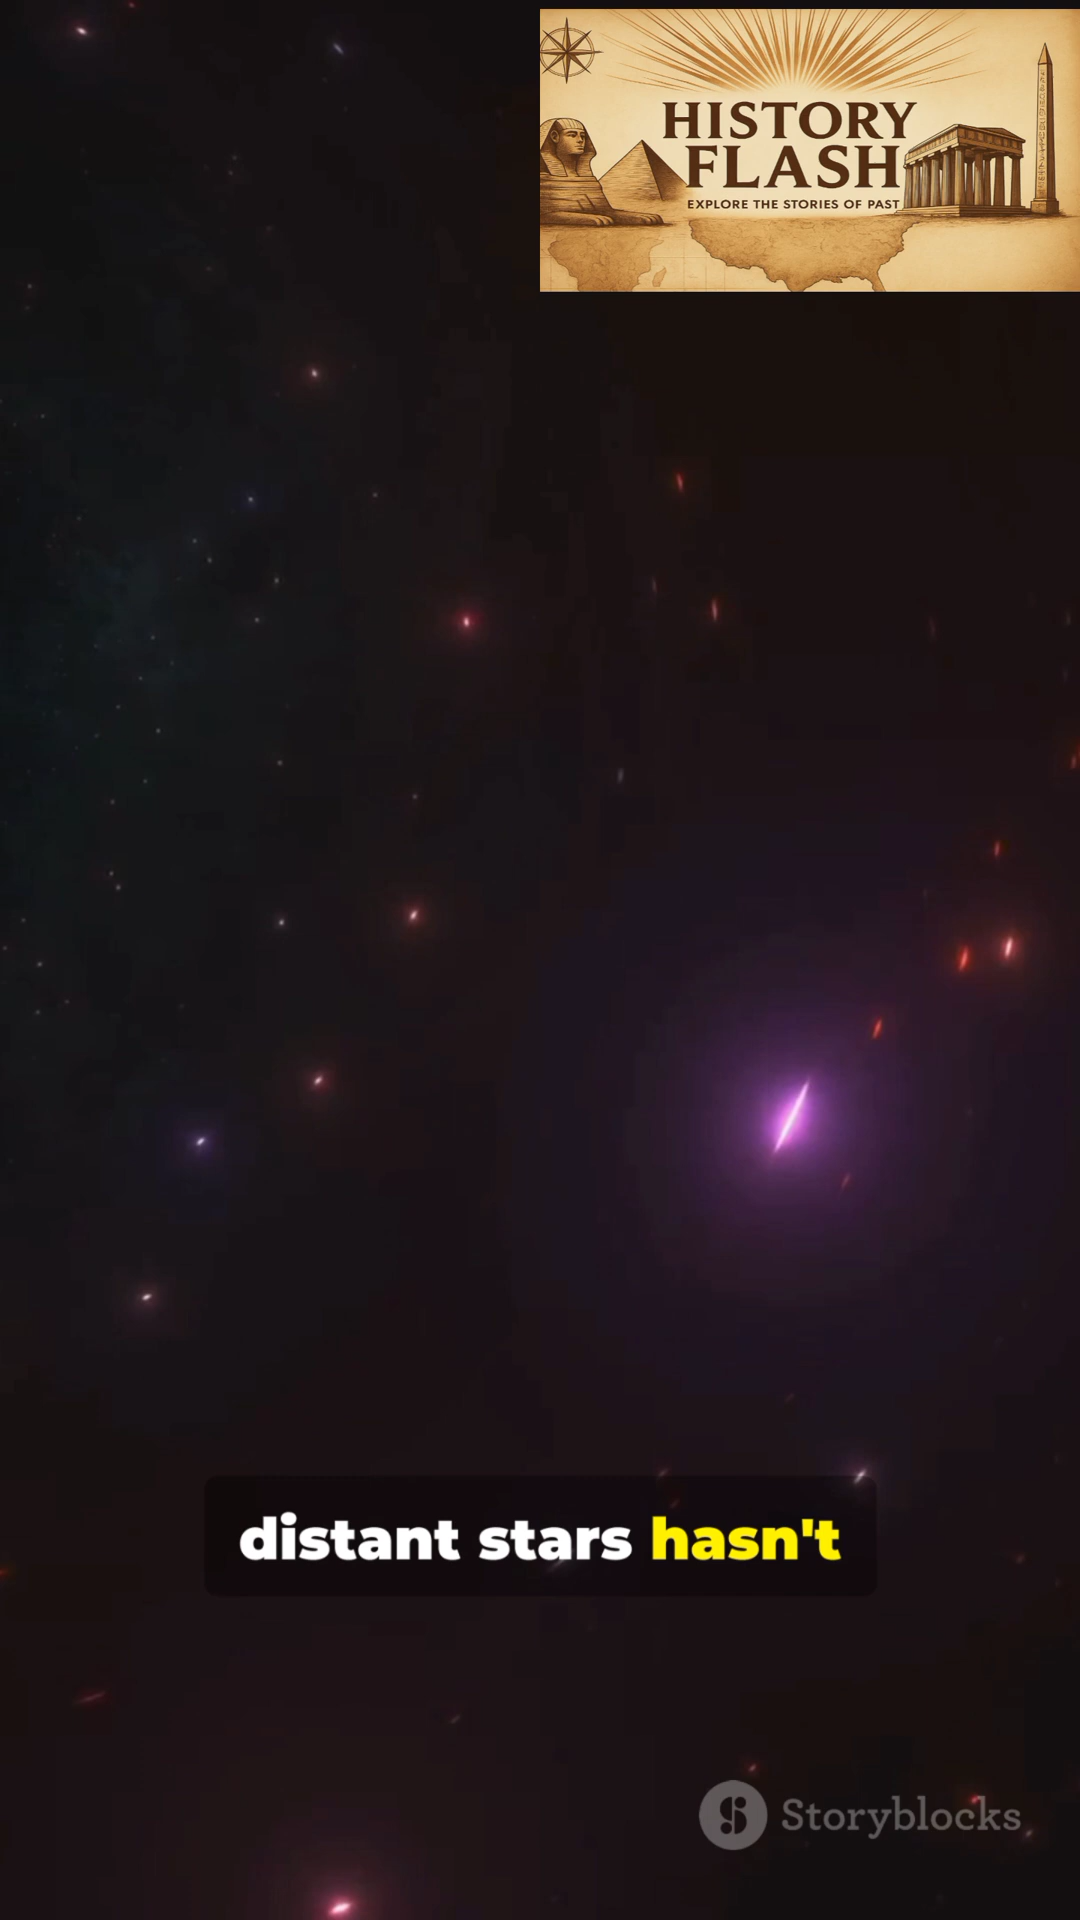 HISTORY
FLASH
EXPLORE THE STORIES OF PAST
distant stars hasn't
Storyblocks